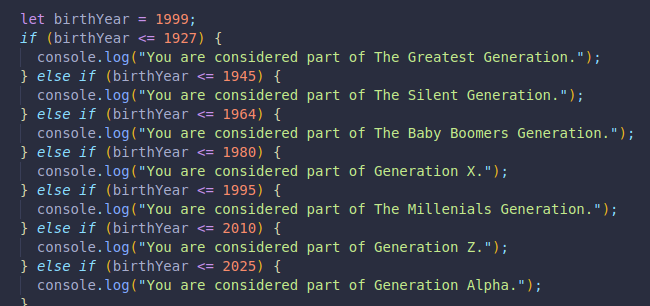 let birthYear = 1999;
if (birthYear <= 1927) {
  console.log("You are considered part of The Greatest Generation.");
} else if (birthYear <= 1945) {
  console.log("You are considered part of The Silent Generation.");
} else if (birthYear <= 1964) {
  console.log("You are considered part of The Baby Boomers Generation.");
} else if (birthYear <= 1980) {
  console.log("You are considered part of Generation X.");
} else if (birthYear <= 1995) {
  console.log("You are considered part of The Millenials Generation.");
} else if (birthYear <= 2010) {
  console.log("You are considered part of Generation Z.");
} else if (birthYear <= 2025) {
  console.log("You are considered part of Generation Alpha.");
}